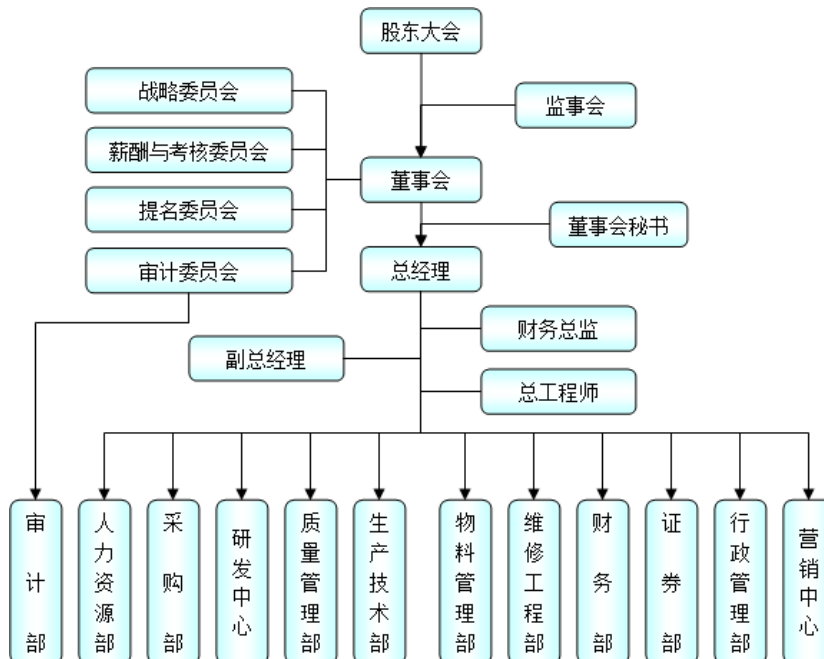 股东大会
战略委员会
监事会
薪酬与考核委员会
董事会
提名委员会
董事会秘书
审计委员会
总经理
财务总监
副总经理
总工程师
审计部
人力资源部
采购部
研发中心
质量管理部
生产技术部
物料管理部
维修工程部
财务部
证券部
行政管理部
营销中心